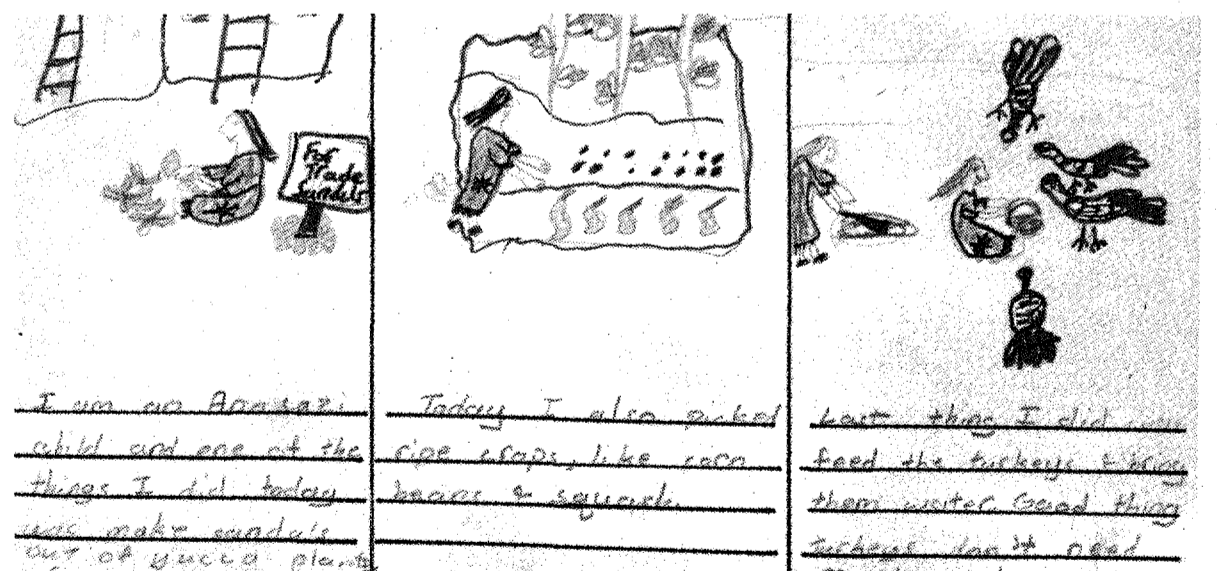 For
Trade
Sandals
I am an Anasazi
child and one of the
things I did today
was make sandals
out of yucca plants
Today I also picked
ripe crops, like corn
beans & squash.
Last thing I did was
feed the turkeys & bring
them water. Good thing
turkeys don't need